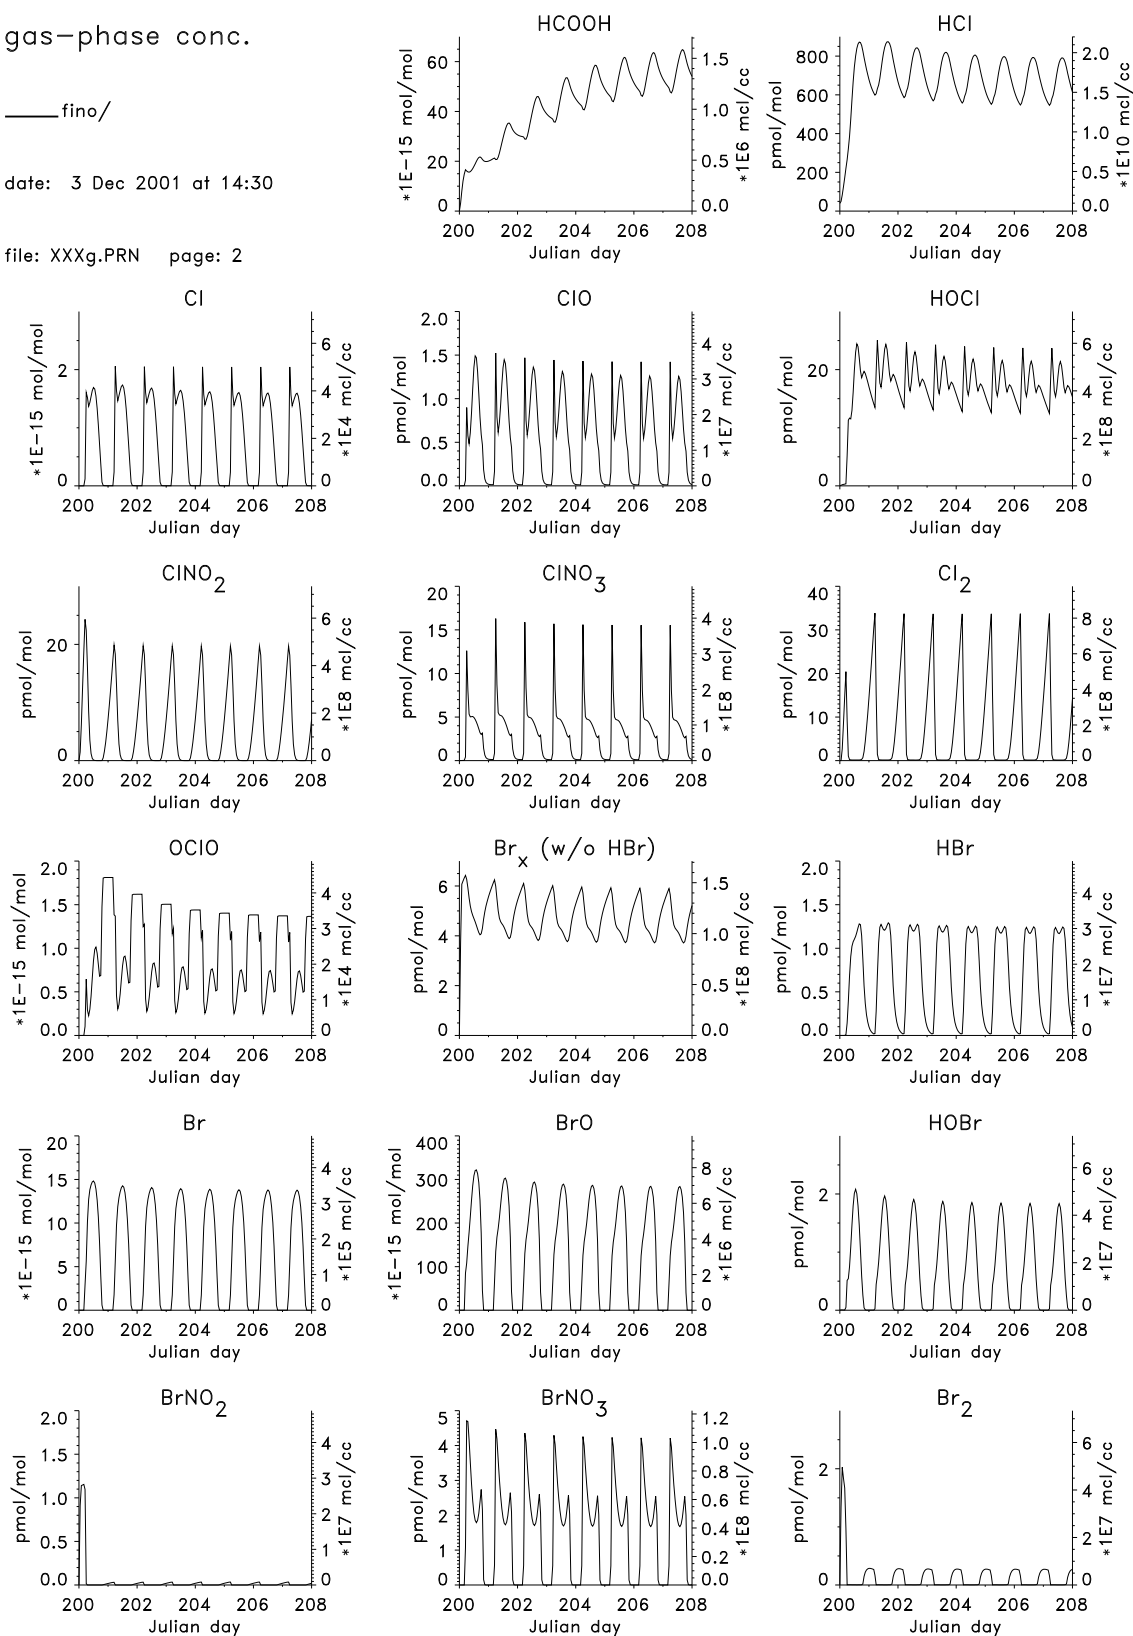 gas-phase conc.
fino/
date: 3 Dec 2001 at 14:30
file: XXXg.PRN page: 2
HCOOH
*1E-15 mol/mol
60
40
20
0
1.5
1.0
0.5
0.0
*1E6 mcl/cc
200 202 204 206 208
Julian day
HCl
pmol/mol
800
600
400
200
0
2.0
1.5
1.0
0.5
0.0
*1E10 mcl/cc
200 202 204 206 208
Julian day
Cl
*1E-15 mol/mol
2
0
6
4
2
0
*1E4 mcl/cc
200 202 204 206 208
Julian day
ClO
pmol/mol
2.0
1.5
1.0
0.5
0.0
4
3
2
1
0
*1E7 mcl/cc
200 202 204 206 208
Julian day
HOCl
pmol/mol
20
0
6
4
2
0
*1E8 mcl/cc
200 202 204 206 208
Julian day
ClNO2
pmol/mol
20
0
6
4
2
0
*1E8 mcl/cc
200 202 204 206 208
Julian day
ClNO3
pmol/mol
20
15
10
5
0
4
3
2
1
0
*1E8 mcl/cc
200 202 204 206 208
Julian day
Cl2
pmol/mol
40
30
20
10
0
8
6
4
2
0
*1E8 mcl/cc
200 202 204 206 208
Julian day
OClO
*1E-15 mol/mol
2.0
1.5
1.0
0.5
0.0
4
3
2
1
0
*1E4 mcl/cc
200 202 204 206 208
Julian day
Brx (w/o HBr)
pmol/mol
6
4
2
0
1.5
1.0
0.5
0.0
*1E8 mcl/cc
200 202 204 206 208
Julian day
HBr
pmol/mol
2.0
1.5
1.0
0.5
0.0
4
3
2
1
0
*1E7 mcl/cc
200 202 204 206 208
Julian day
Br
*1E-15 mol/mol
20
15
10
5
0
4
3
2
1
0
*1E5 mcl/cc
200 202 204 206 208
Julian day
BrO
*1E-15 mol/mol
400
300
200
100
0
8
6
4
2
0
*1E6 mcl/cc
200 202 204 206 208
Julian day
HOBr
pmol/mol
2
0
6
4
2
0
*1E7 mcl/cc
200 202 204 206 208
Julian day
BrNO2
pmol/mol
2.0
1.5
1.0
0.5
0.0
4
3
2
1
0
*1E7 mcl/cc
200 202 204 206 208
Julian day
BrNO3
pmol/mol
5
4
3
2
1
0
1.2
1.0
0.8
0.6
0.4
0.2
0.0
*1E8 mcl/cc
200 202 204 206 208
Julian day
Br2
pmol/mol
2
0
6
4
2
0
*1E7 mcl/cc
200 202 204 206 208
Julian day